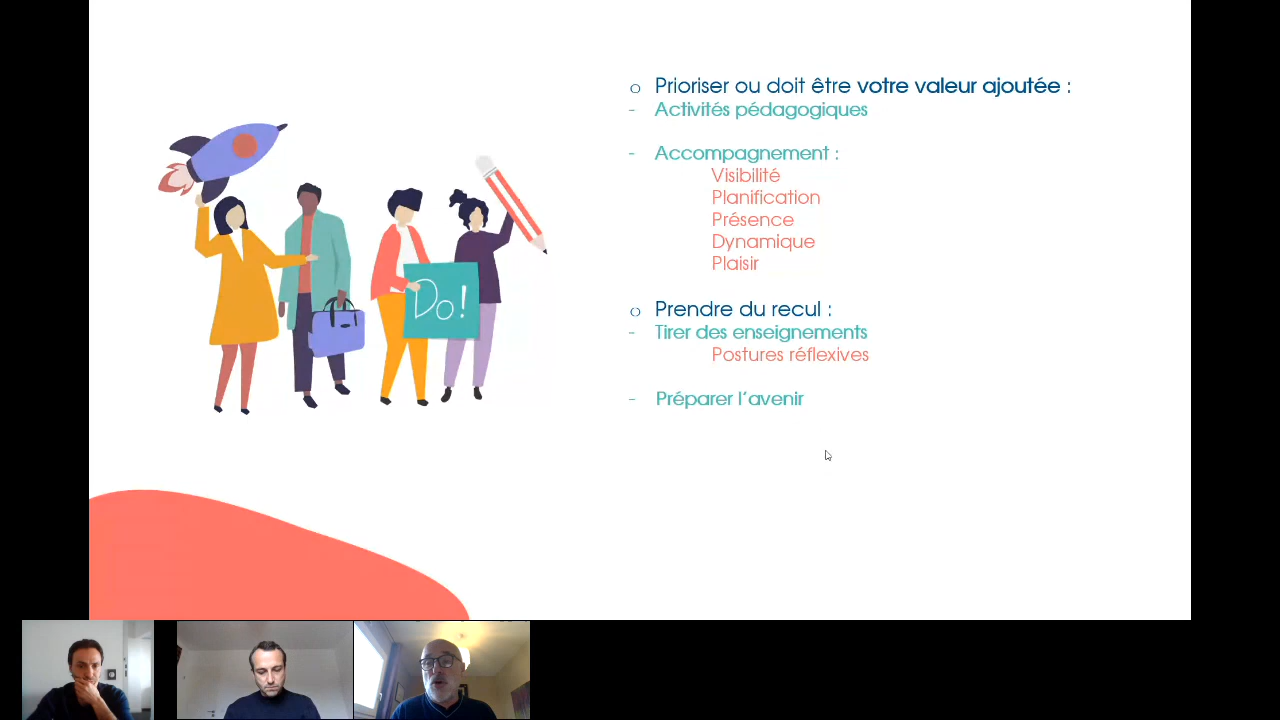 o Prioriser ou doit être votre valeur ajoutée :
- Activités pédagogiques
- Accompagnement :
Visibilité
Planification
Présence
Dynamique
Plaisir
o Prendre du recul :
- Tirer des enseignements
Postures réflexives
- Préparer l'avenir
Do!